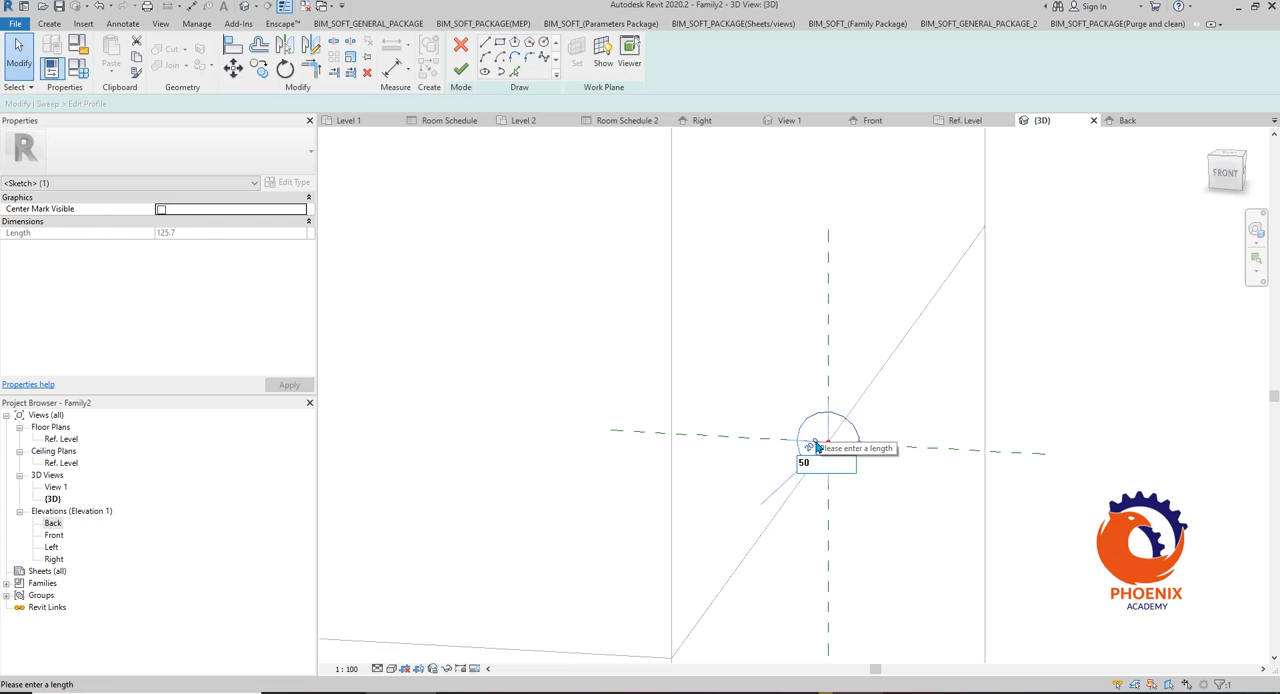 Autodesk Revit 2020.2 - Family2 - 3D View: {3D}
Sign In
File Create Insert Annotate View Manage Add-Ins Enscape™ BIM_SOFT_GENERAL_PACKAGE BIM_SOFT_PACKAGE(MEP) BIM_SOFT_(Parameters Package) BIM_SOFT_PACKAGE(Sheets/views) BIM_SOFT_(Family Package) BIM_SOFT_GENERAL_PACKAGE_2 BIM_SOFT_PACKAGE(Purge and clean) Modify
Modify
Paste
Cut
Join
Set Show Viewer
Select Properties Clipboard Geometry Modify Measure Create Mode Draw Work Plane
Modify | Sweep > Edit Profile
Properties
Level 1 Room Schedule Level 2 Room Schedule 2 Right View 1 Front Ref. Level {3D} Back
<Sketch> (1)
Edit Type
Graphics
Center Mark Visible
Dimensions
Length 125.7
FRONT
Please enter a length
50
Properties help
Apply
Project Browser - Family2
Views (all)
Floor Plans
Ref. Level
Ceiling Plans
Ref. Level
3D Views
View 1
{3D}
Elevations (Elevation 1)
Back
Front
Left
Right
Sheets (all)
Families
Groups
Revit Links
PHOENIX
ACADEMY
1 : 100
Please enter a length
:1